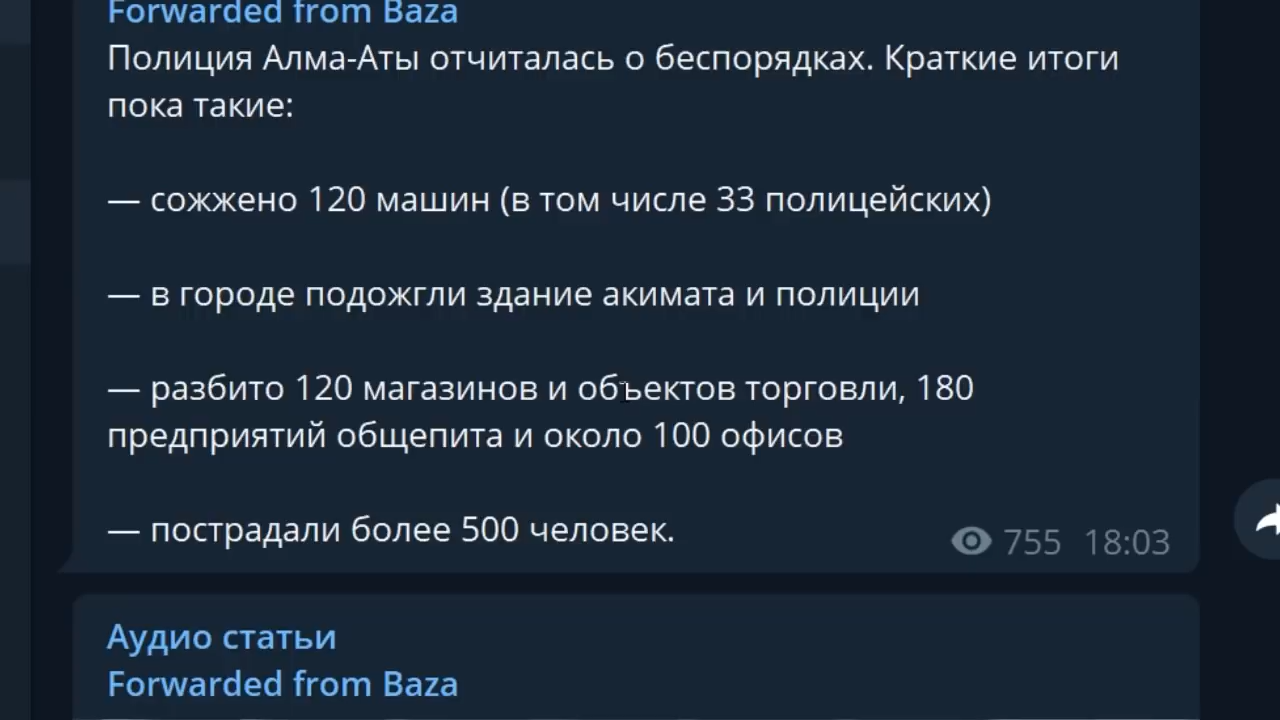 Forwarded from Baza
Полиция Алма-Аты отчиталась о беспорядках. Краткие итоги
пока такие:
— сожжено 120 машин (в том числе 33 полицейских)
— в городе подожгли здание акимата и полиции
— разбито 120 магазинов и объектов торговли, 180
предприятий общепита и около 100 офисов
— пострадали более 500 человек.
755 18:03
Аудио статьи
Forwarded from Baza